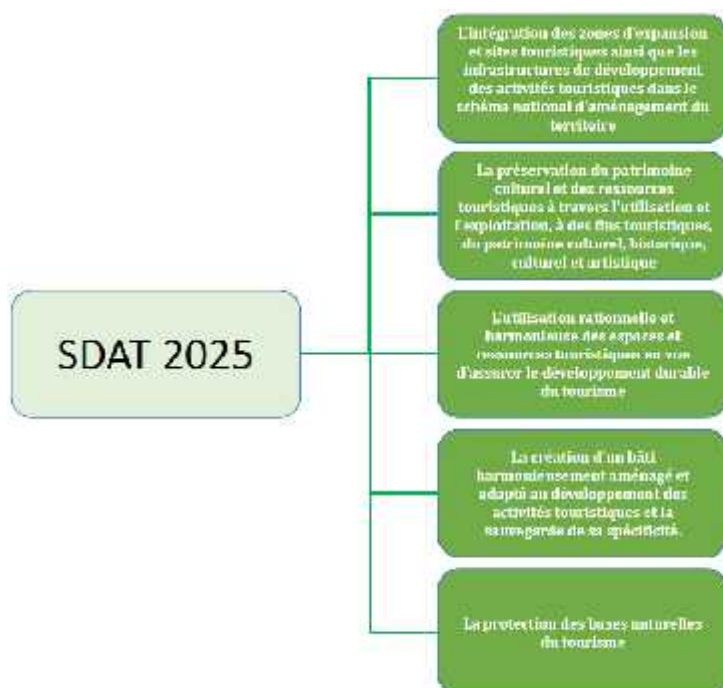 SDAT 2025
L'intégration des zones d'expansion
et sites touristiques ainsi que les
infrastructures de développement
des activités touristiques dans le
schéma national d'aménagement du
territoire
La préservation du patrimoine
culturel et des ressources
touristiques à travers l'utilisation et
l'exploitation, à des fins touristiques,
du patrimoine culturel, historique,
culturel et artistique
L'utilisation rationnelle et
harmonieuse des espaces et
ressources touristiques en vue
d'assurer le développement durable
du tourisme
La création d'un bâti
harmonieusement aménagé et
adapté au développement des
activités touristiques et la
sauvegarde de sa spécificité.
La protection des bases naturelles
du tourisme